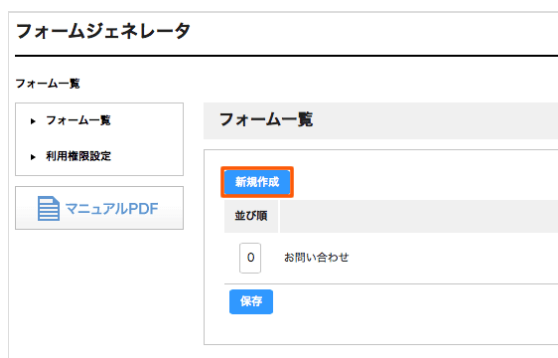 フォームジェネレータ
フォーム一覧
フォーム一覧
利用権限設定
マニュアルPDF
フォーム一覧
新規作成
並び順
0 お問い合わせ
保存